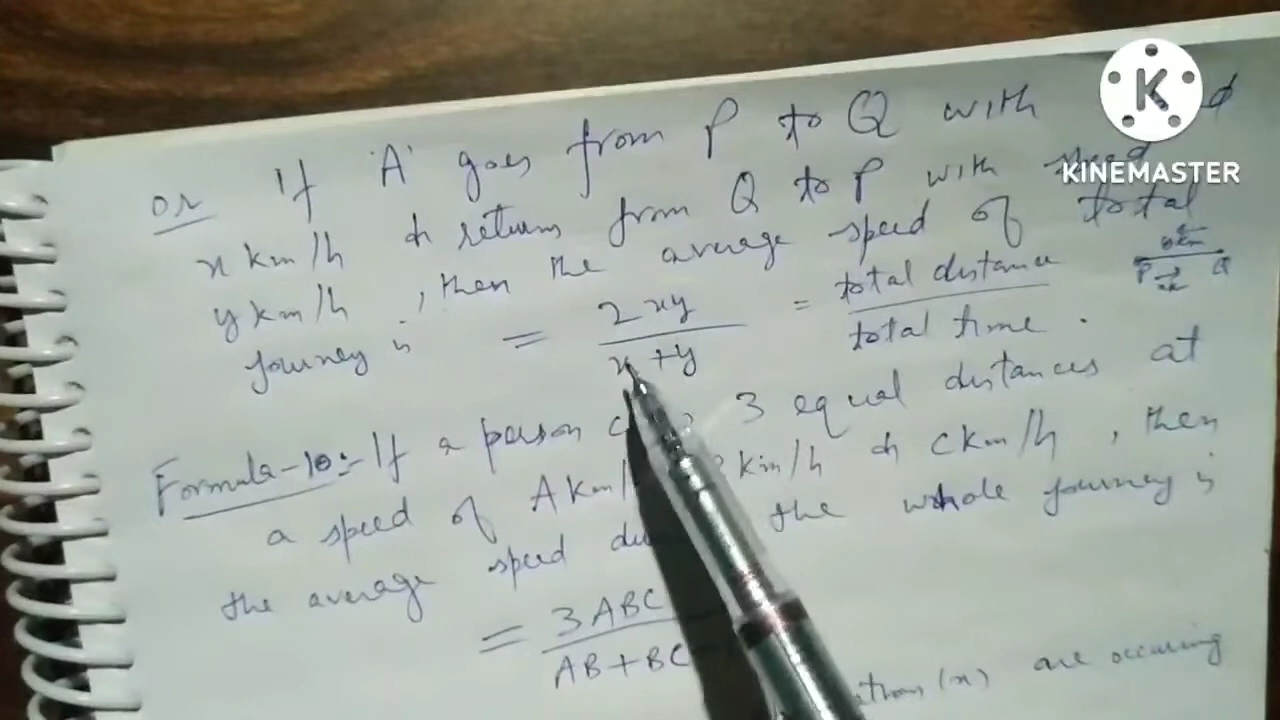 or If 'A' goes from P to Q with
x km/h & returns from Q to P with speed
y km/h, then the average speed of total
journey is = 2xy / x+y = total distance / total time.
P Q
Formula-10:- If a person 3 equal distances at
a speed of A km/ km/h & C km/h, then
the average speed the whole journey is
= 3ABC / AB+BC
(n) are occuring
KINEMASTER